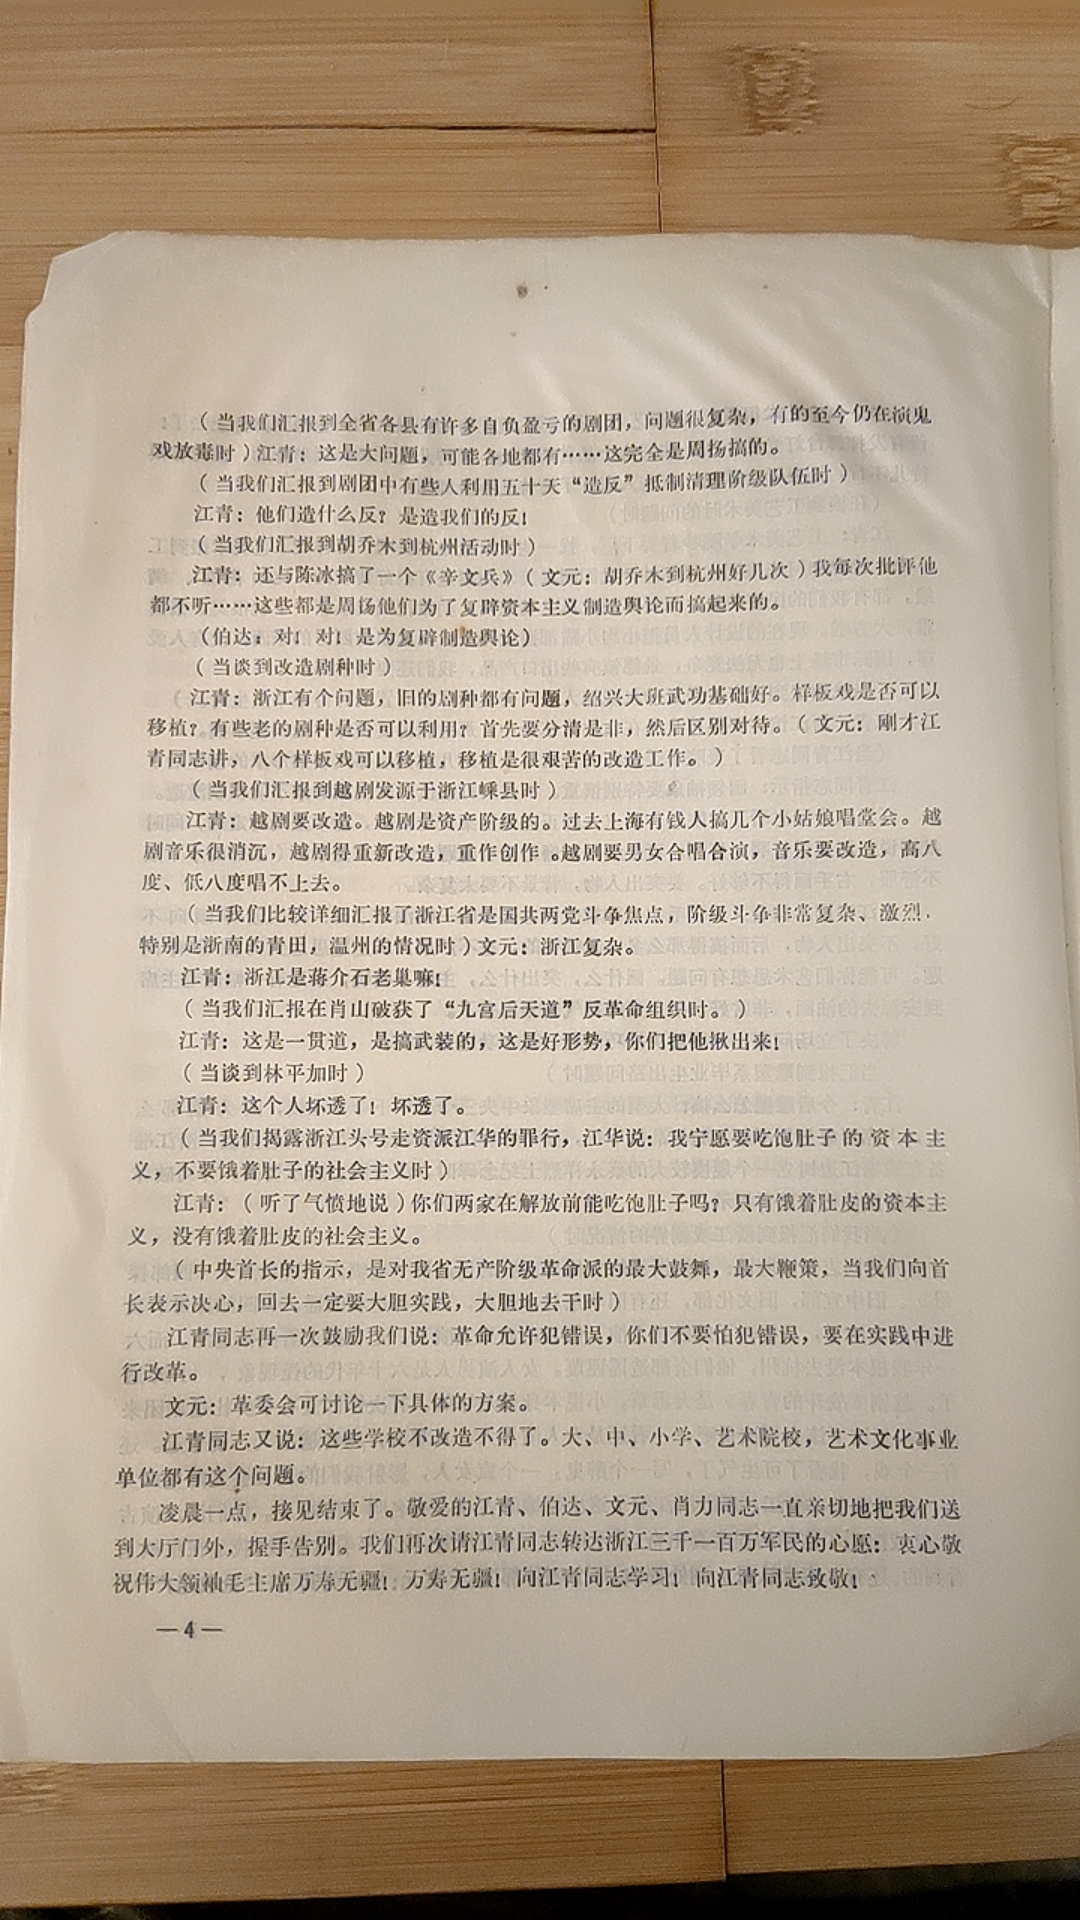 （当我们汇报到全省各县有许多自负盈亏的剧团，问题很复杂，有的至今仍在演鬼
戏放毒时）江青：这是大问题，可能各地都有……这完全是周扬搞的。
（当我们汇报到剧团中有些人利用五十天“造反”抵制清理阶级队伍时）
江青：他们造什么反？是造我们的反！
（当我们汇报到胡乔木到杭州活动时）
江青：还与陈冰搞了一个《辛文兵》（文元：胡乔木到杭州好几次）我每次批评他
都不听……这些都是周扬他们为了复辟资本主义制造舆论而搞起来的。
（伯达：对！对！是为复辟制造舆论）
（当谈到改造剧种时）
（江青：浙江有个问题，旧的剧种都有问题，绍兴大班武功基础好。样板戏是否可以
移植？有些老的剧种是否可以利用？首先要分清是非，然后区别对待。（文元：刚才江
青同志讲，八个样板戏可以移植，移植是很艰苦的改造工作。）
（当我们汇报到越剧发源于浙江嵊县时）
江青：越剧要改造。越剧是资产阶级的。过去上海有钱人搞几个小姑娘唱堂会。越
剧音乐很消沉，越剧得重新改造，重作创作。越剧要男女合唱合演，音乐要改造，高八
度、低八度唱不上去。
（当我们比较详细汇报了浙江省是国共两党斗争焦点，阶级斗争非常复杂、激烈．
特别是浙南的青田，温州的情况时）文元：浙江复杂。
江青：浙江是蒋介石老巢嘛！
（当我们汇报在肖山破获了“九宫后天道”反革命组织时。）
江青：这是一贯道，是搞武装的，这是好形势，你们把他揪出来！
（当谈到林平加时）
江青：这个人坏透了！坏透了。
（当我们揭露浙江头号走资派江华的罪行，江华说：我宁愿要吃饱肚子的资本主
义，不要饿着肚子的社会主义时）
江青：（听了气愤地说）你们两家在解放前能吃饱肚子吗？只有饿着肚皮的资本主
义，没有饿着肚皮的社会主义。
（中央首长的指示，是对我省无产阶级革命派的最大鼓舞，最大鞭策，当我们向首
长表示决心，回去一定要大胆实践，大胆地去干时）
江青同志再一次鼓励我们说：革命允许犯错误，你们不要怕犯错误，要在实践中进
行改革。
文元：革委会可讨论一下具体的方案。
江青同志又说：这些学校不改造不得了。大、中、小学、艺术院校，艺术文化事业
单位都有这个问题。
凌晨一点，接见结束了。敬爱的江青、伯达、文元、肖力同志一直亲切地把我们送
到大厅门外，握手告别。我们再次请江青同志转达浙江三千一百万军民的心愿：衷心敬
祝伟大领袖毛主席万寿无疆！万寿无疆！向江青同志学习！向江青同志致敬！
—4—